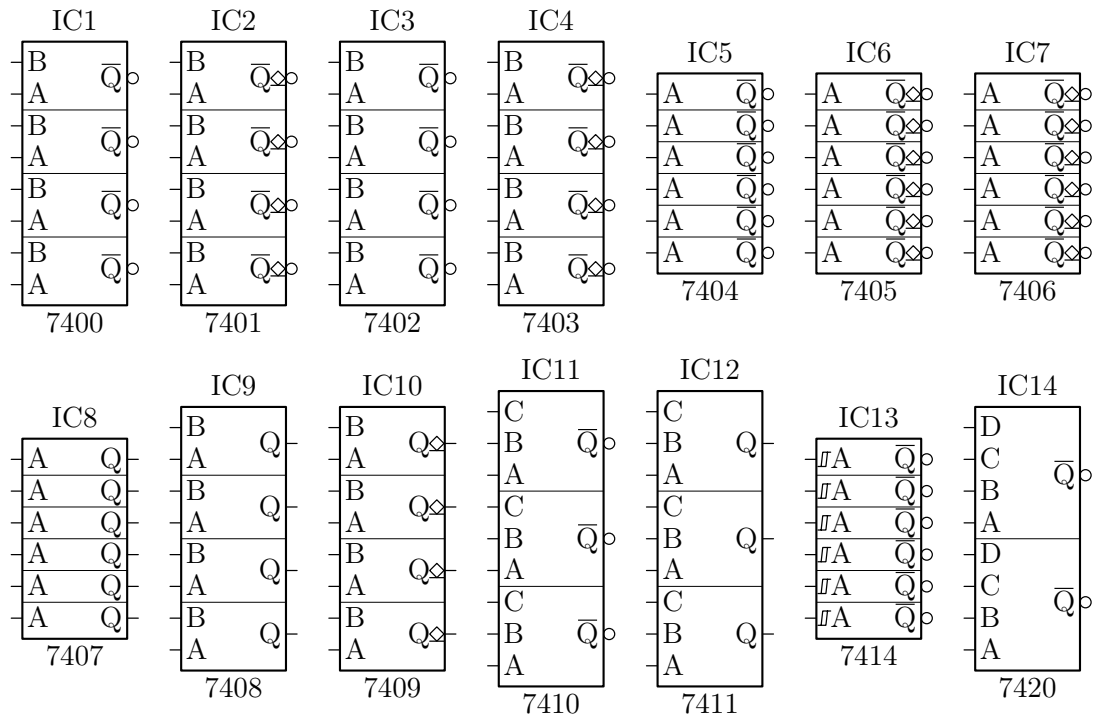 IC1
B Q̅
A
B Q̅
A
B Q̅
A
B Q̅
A
7400
IC2
B Q̅
A
B Q̅
A
B Q̅
A
B Q̅
A
7401
IC3
B Q̅
A
B Q̅
A
B Q̅
A
B Q̅
A
7402
IC4
B Q̅
A
B Q̅
A
B Q̅
A
B Q̅
A
7403
IC5
A Q̅
A Q̅
A Q̅
A Q̅
A Q̅
A Q̅
7404
IC6
A Q̅
A Q̅
A Q̅
A Q̅
A Q̅
A Q̅
7405
IC7
A Q̅
A Q̅
A Q̅
A Q̅
A Q̅
A Q̅
7406
IC8
A Q
A Q
A Q
A Q
A Q
A Q
7407
IC9
B Q
A
B Q
A
B Q
A
B Q
A
7408
IC10
B Q
A
B Q
A
B Q
A
B Q
A
7409
IC11
C
B Q̅
A
C
B Q̅
A
C
B Q̅
A
7410
IC12
C
B Q
A
C
B Q
A
C
B Q
A
7411
IC13
A Q̅
A Q̅
A Q̅
A Q̅
A Q̅
A Q̅
7414
IC14
D
C
Q̅
B
A
D
C
Q̅
B
A
7420